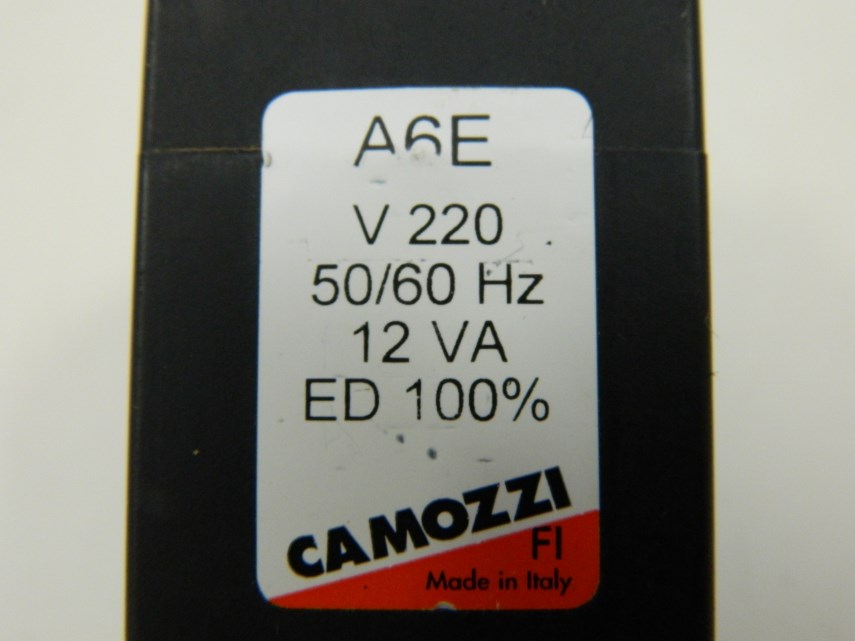 A6E
V 220
50/60 Hz
12 VA
ED 100%
CAMOZZI
FI
Made in Italy